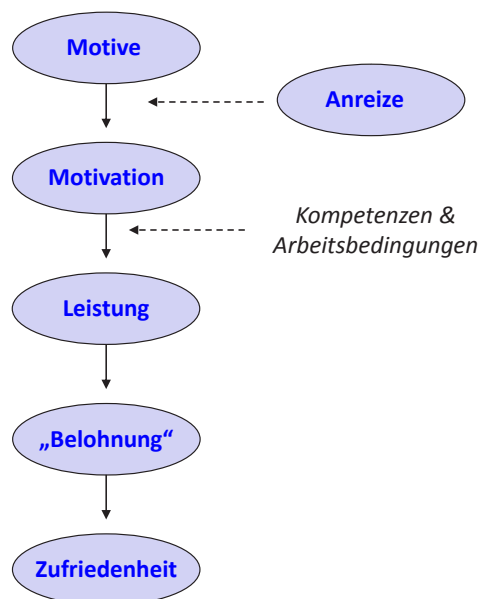 Motive
Anreize
Motivation
Kompetenzen &
Arbeitsbedingungen
Leistung
„Belohnung“
Zufriedenheit